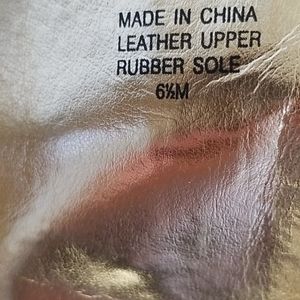 MADE IN CHINA
LEATHER UPPER
RUBBER SOLE
6½M